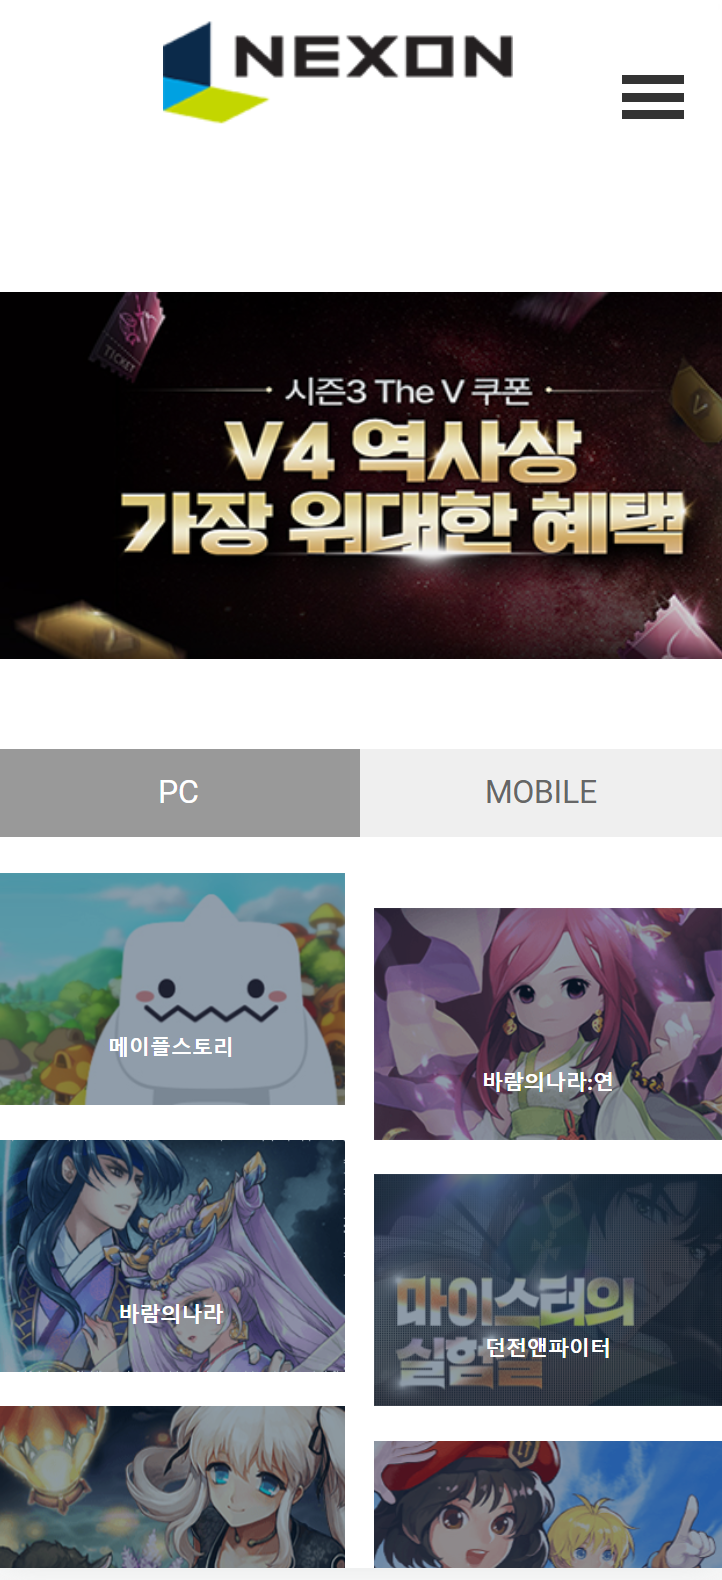 NEXON
TICKET
시즌3 The V 쿠폰
V4 역사상
가장 위대한 혜택
PC
MOBILE
메이플스토리
바람의나라:연
바람의나라
마이스터의
실험실
던전앤파이터